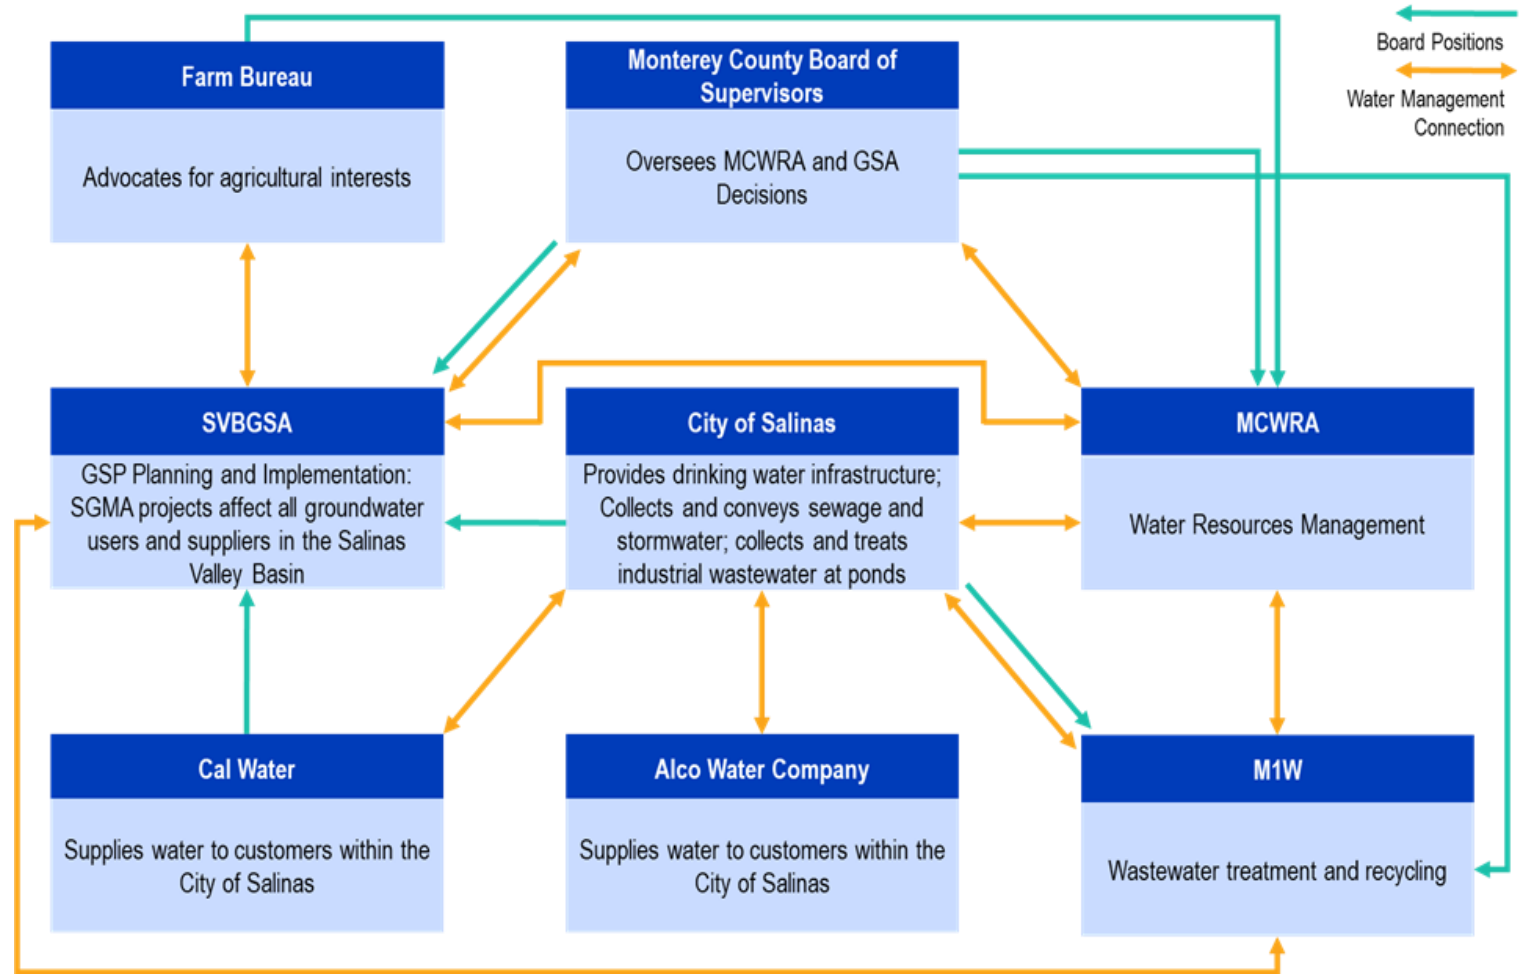 Board Positions
Water Management
Connection
Farm Bureau
Advocates for agricultural interests
Monterey County Board of
Supervisors
Oversees MCWRA and GSA
Decisions
SVBGSA
GSP Planning and Implementation:
SGMA projects affect all groundwater
users and suppliers in the Salinas
Valley Basin
City of Salinas
Provides drinking water infrastructure;
Collects and conveys sewage and
stormwater; collects and treats
industrial wastewater at ponds
MCWRA
Water Resources Management
Cal Water
Supplies water to customers within the
City of Salinas
Alco Water Company
Supplies water to customers within the
City of Salinas
M1W
Wastewater treatment and recycling